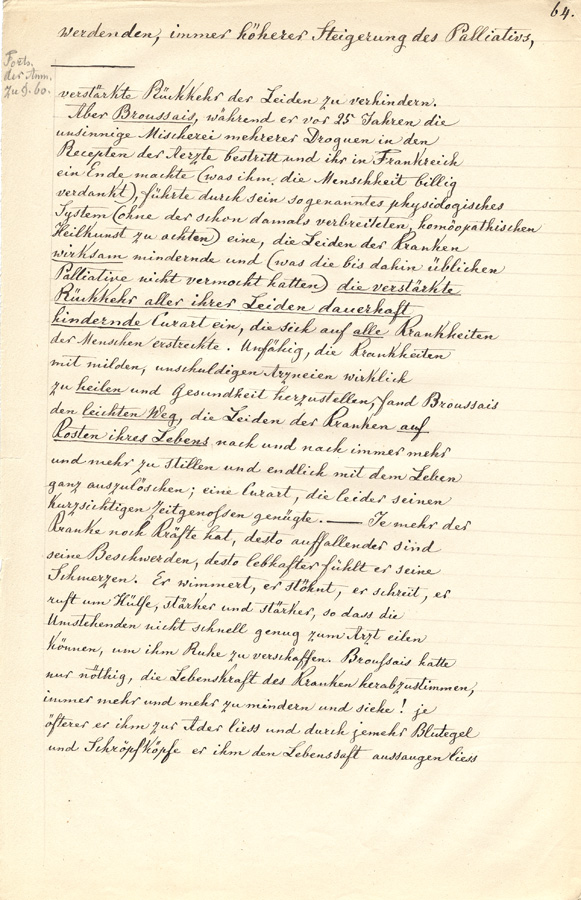 64.
werdenden, immer höherer Steigerung des Palliativs,
Forts.
der Anm.
zu §. 60.
verstärkte Rückkehr der Leiden zu verhindern.
Aber Broussais, während er vor 25 Jahren die
unsinnige Mischerei mehrerer Droguen in den
Recepten der Aerzte bestritt und ihr in Frankreich
ein Ende machte (was ihm die Menschheit billig
verdankt), führte durch sein sogenanntes physiologisches
System (ohne der schon damals verbreiteten, homöopathischen
Heilkunst zu achten) eine, die Leiden der Kranken
wirksam mindernde und (was die bis dahin üblichen
Palliative nicht vermocht hatten) die verstärkte
Rückkehr aller ihrer Leiden dauerhaft
hindernde Curart ein, die sich auf alle Krankheiten
der Menschen erstreckte. Unfähig, die Krankheiten
mit milden, unschuldigen Arzneien wirklich
zu heilen und Gesundheit herzustellen, fand Broussais
den leichten Weg, die Leiden der Kranken auf
Kosten ihres Lebens nach und nach immer mehr
und mehr zu stillen und endlich mit dem Leben
ganz auszulöschen; eine Curart, die leider seinen
kurzsichtigen Zeitgenossen genügte. — Je mehr der
Kranke noch Kräfte hat, desto auffallender sind
seine Beschwerden, desto lebhafter fühlt er seine
Schmerzen. Er wimmert, er stöhnt, er schreit, er
ruft um Hülfe, stärker und stärker, so dass die
Umstehenden nicht schnell genug zum Arzt eilen
können, um ihm Ruhe zu verschaffen. Broussais hatte
nur nöthig, die Lebenskraft des Kranken herabzustimmen,
immer mehr und mehr zu mindern und siehe! je
öfterer er ihm zur Ader liess und durch jemehr Blutegel
und Schröpfköpfe er ihm den Lebenssaft aussaugen liess